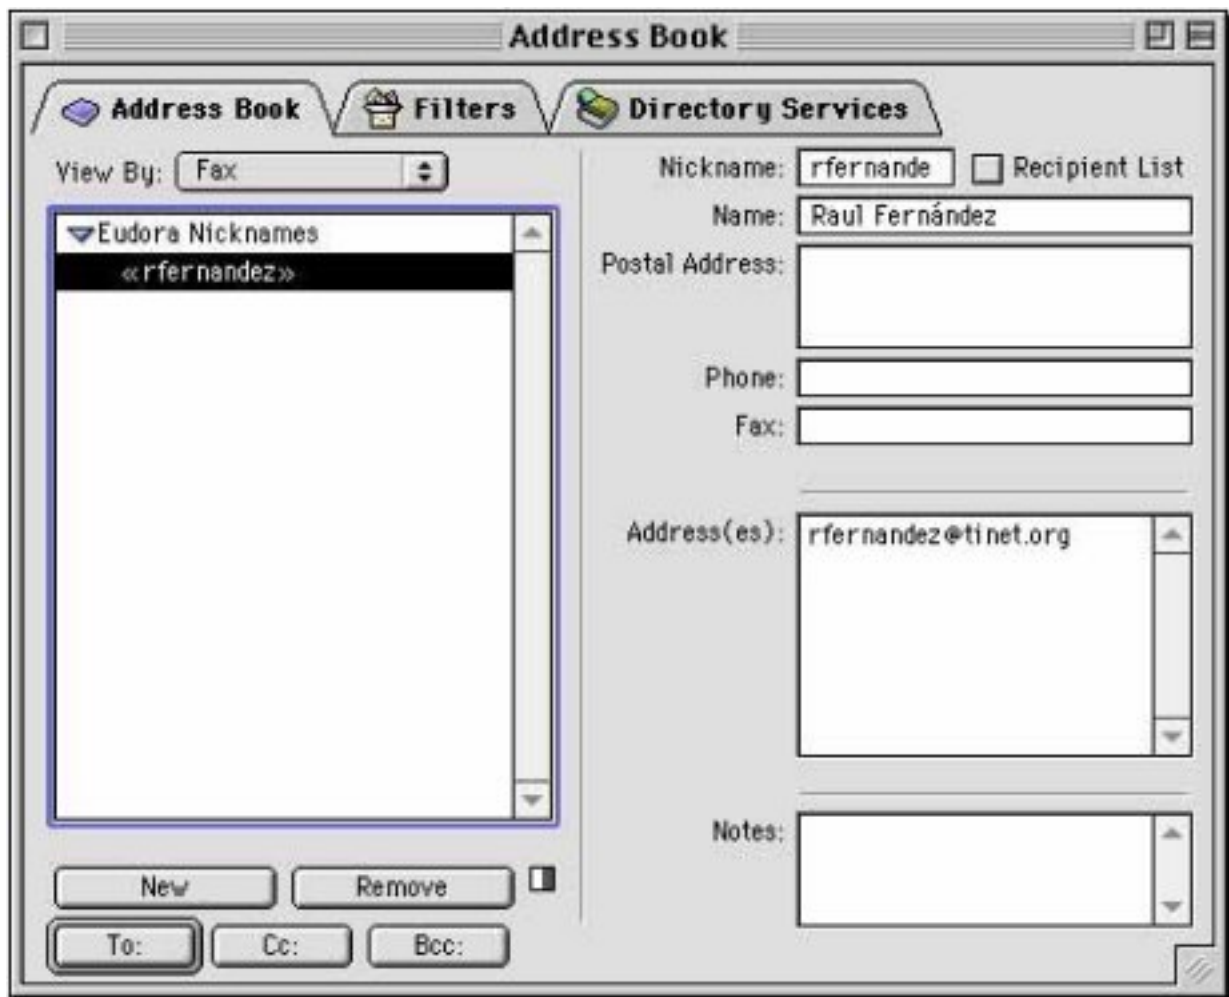 Address Book
Address Book
Filters
Directory Services
View By: Fax
Eudora Nicknames
«rfernandez»
New
Remove
To:
Cc:
Bcc:
Nickname: rfernande
Recipient List
Name: Raul Fernández
Postal Address:
Phone:
Fax:
Address(es): rfernandez@tinet.org
Notes: